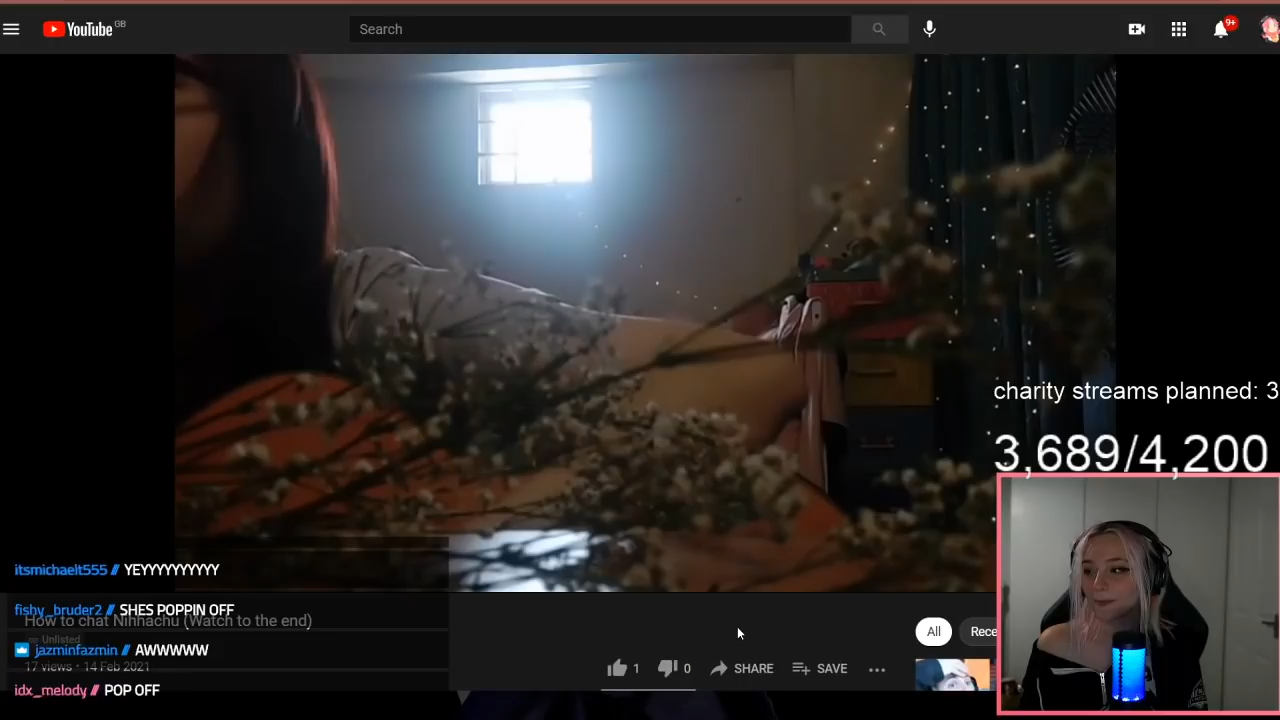 YouTube GB
Search
9+
charity streams planned: 3
3,689/4,200
itsmichaelt555 // YEYYYYYYYYYY
fishy_bruder2 // SHES POPPIN OFF
How to chat Nihhachu (Watch to the end)
Unlisted
jazminfazmin // AWWWWW
17 views • 14 Feb 2021
idx_melody // POP OFF
1
0
SHARE
SAVE
All
Rece